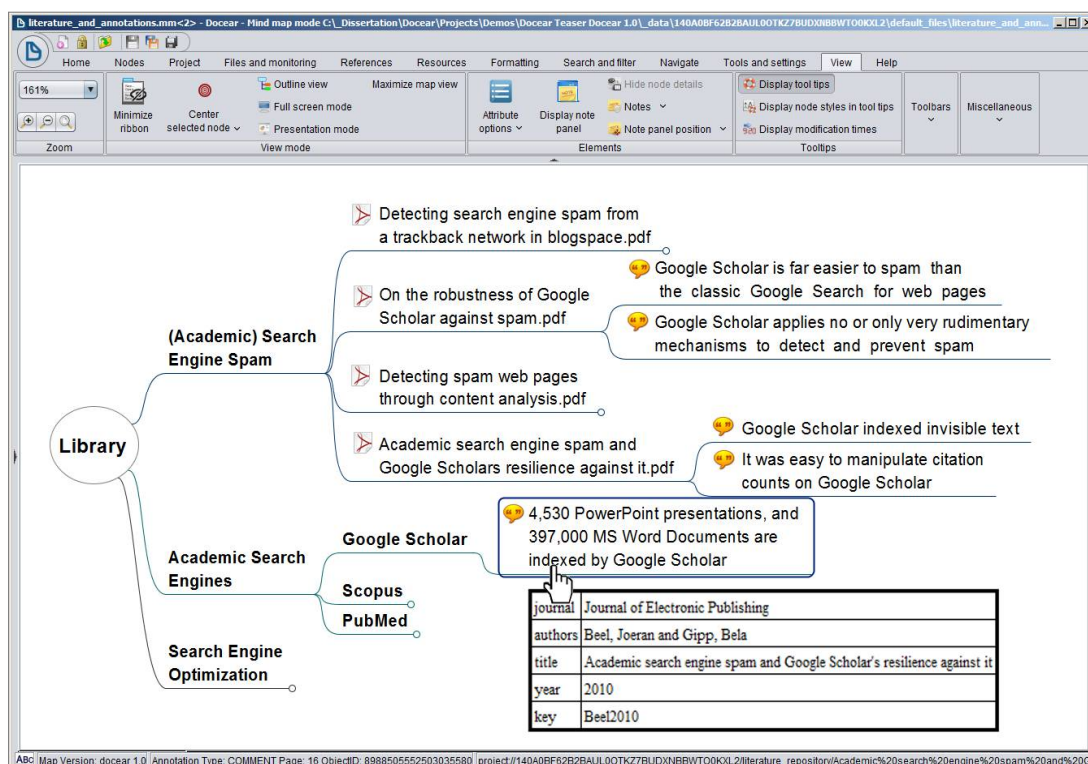 literature_and_annotations.mm<2> - Docear - Mind map mode C:\_Dissertation\Docear\Projects\Demos\Docear Teaser Docear 1.0\_data\140A0BF62B2BAUL0OTKZ7BUDXNBBWTO0KXL2\default_files\literature_and_ann...
Home Nodes Project Files and monitoring References Resources Formatting Search and filter Navigate Tools and settings View Help
161%
Minimize ribbon
Center selected node
Outline view
Full screen mode
Presentation mode
Maximize map view
Attribute options
Display note panel
Hide node details
Notes
Note panel position
Display tool tips
Display node styles in tool tips
Display modification times
Toolbars
Miscellaneous
Zoom View mode Elements Tooltips
Library
(Academic) Search
Engine Spam
Detecting search engine spam from
a trackback network in blogspace.pdf
On the robustness of Google
Scholar against spam.pdf
Google Scholar is far easier to spam than
the classic Google Search for web pages
Google Scholar applies no or only very rudimentary
mechanisms to detect and prevent spam
Detecting spam web pages
through content analysis.pdf
Academic search engine spam and
Google Scholars resilience against it.pdf
Google Scholar indexed invisible text
It was easy to manipulate citation
counts on Google Scholar
Academic Search
Engines
Google Scholar
4,530 PowerPoint presentations, and
397,000 MS Word Documents are
indexed by Google Scholar
Scopus
PubMed
Search Engine
Optimization
journal Journal of Electronic Publishing
authors Beel, Joeran and Gipp, Bela
title Academic search engine spam and Google Scholar's resilience against it
year 2010
key Beel2010
ABC Map Version: docear 1.0 Annotation Type: COMMENT Page: 16 ObjectID: 8988505552503035580 project://140A0BF62B2BAUL0OTKZ7BUDXNBBWTO0KXL2/literature_repository/Academic%20search%20engine%20spam%20and%20